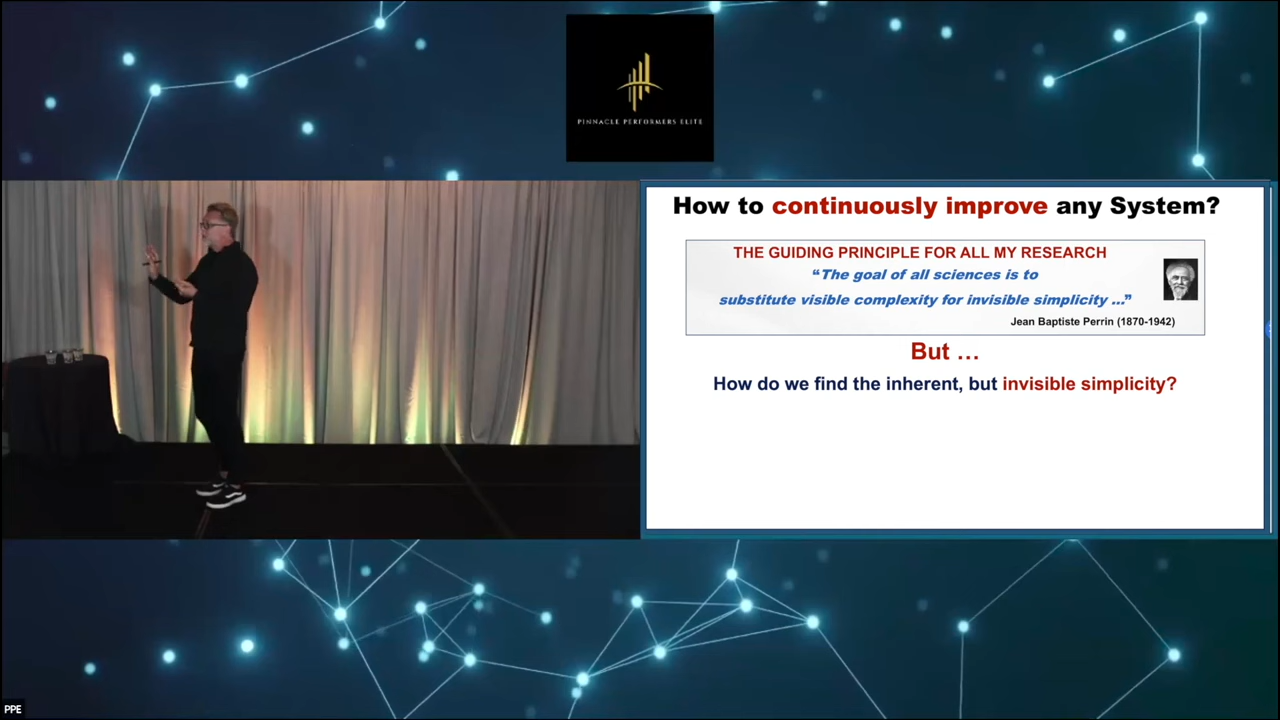 PINNACLE PERFORMERS ELITE
How to continuously improve any System?
THE GUIDING PRINCIPLE FOR ALL MY RESEARCH
“The goal of all sciences is to
substitute visible complexity for invisible simplicity ...”
Jean Baptiste Perrin (1870-1942)
But ...
How do we find the inherent, but invisible simplicity?
PPE